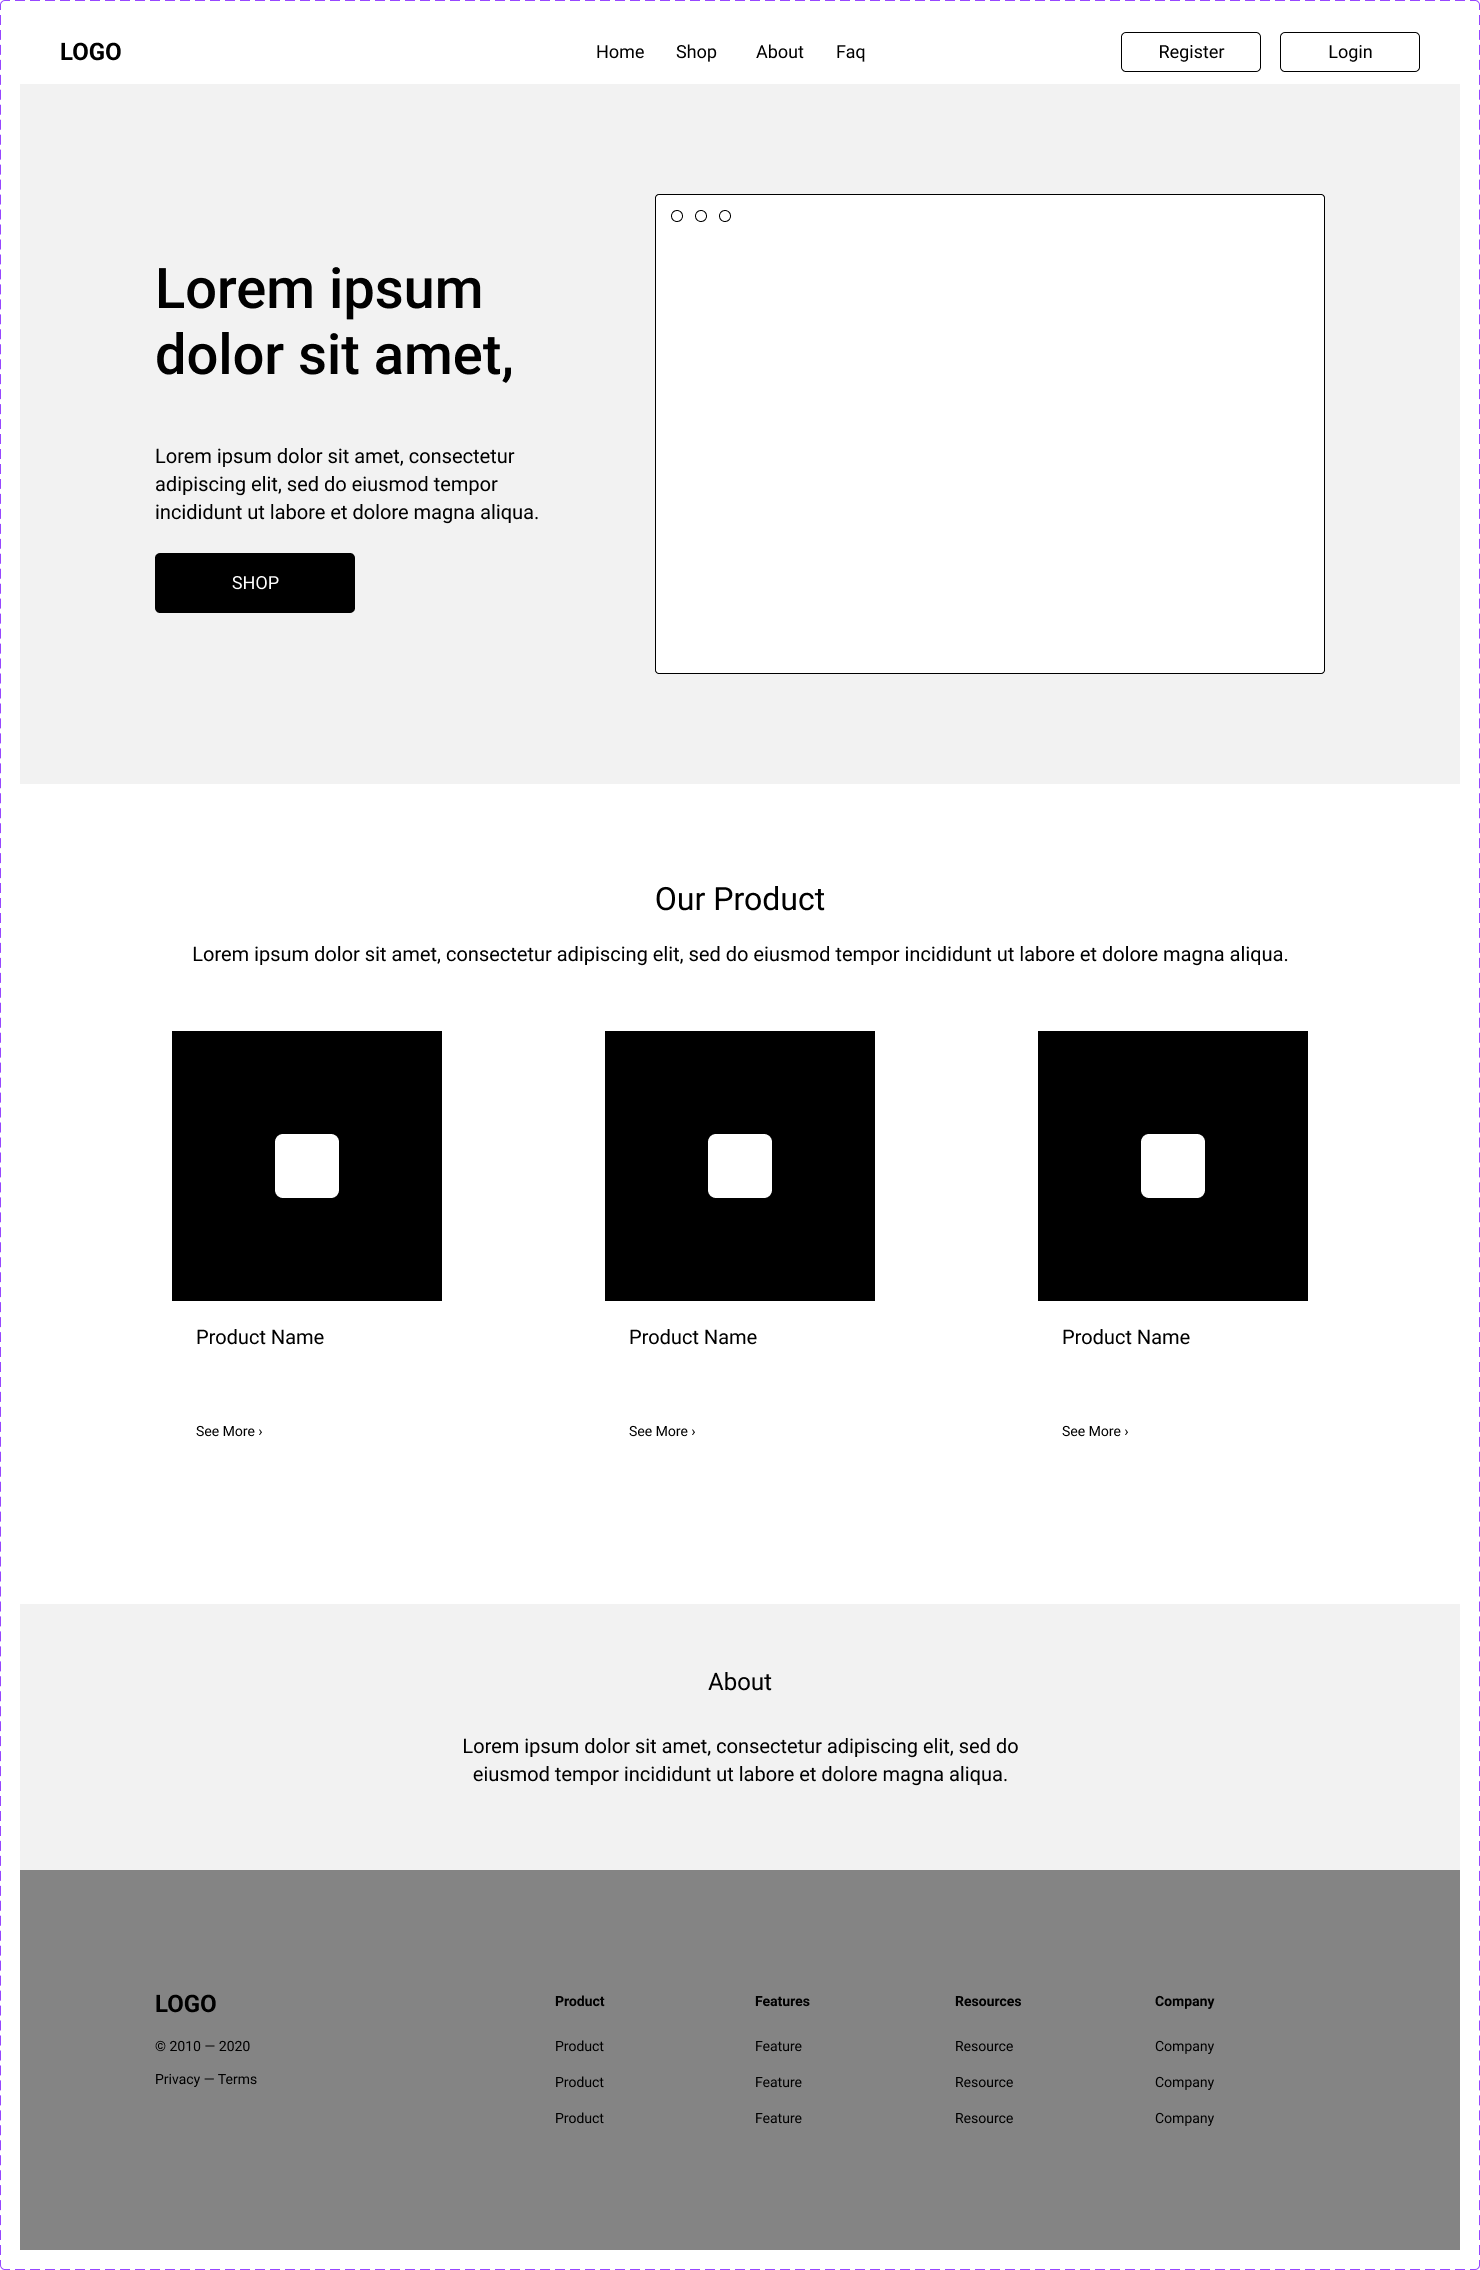 LOGO
Home Shop About Faq
Register
Login
Lorem ipsum
dolor sit amet,
Lorem ipsum dolor sit amet, consectetur
adipiscing elit, sed do eiusmod tempor
incididunt ut labore et dolore magna aliqua.
SHOP
Our Product
Lorem ipsum dolor sit amet, consectetur adipiscing elit, sed do eiusmod tempor incididunt ut labore et dolore magna aliqua.
Product Name
See More ›
Product Name
See More ›
Product Name
See More ›
About
Lorem ipsum dolor sit amet, consectetur adipiscing elit, sed do
eiusmod tempor incididunt ut labore et dolore magna aliqua.
LOGO
© 2010 — 2020
Privacy — Terms
Product
Product
Product
Product
Features
Feature
Feature
Feature
Resources
Resource
Resource
Resource
Company
Company
Company
Company